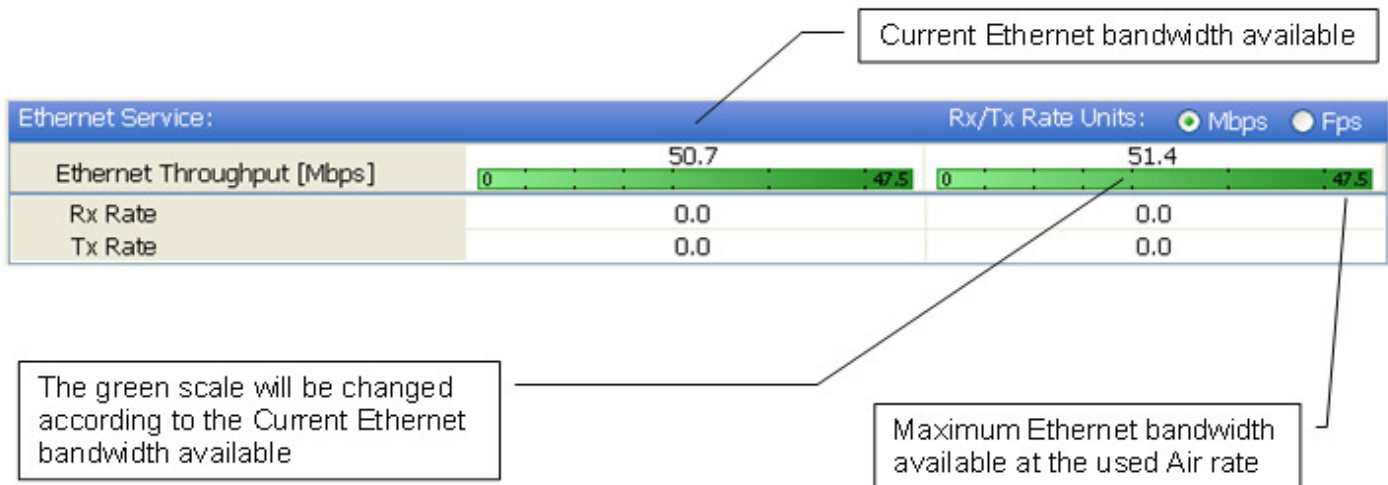 Current Ethernet bandwidth available
Ethernet Service: Rx/Tx Rate Units: Mbps Fps
Ethernet Throughput [Mbps] 50.7 51.4
0 47.5 0 47.5
Rx Rate 0.0 0.0
Tx Rate 0.0 0.0
The green scale will be changed
according to the Current Ethernet
bandwidth available
Maximum Ethernet bandwidth
available at the used Air rate